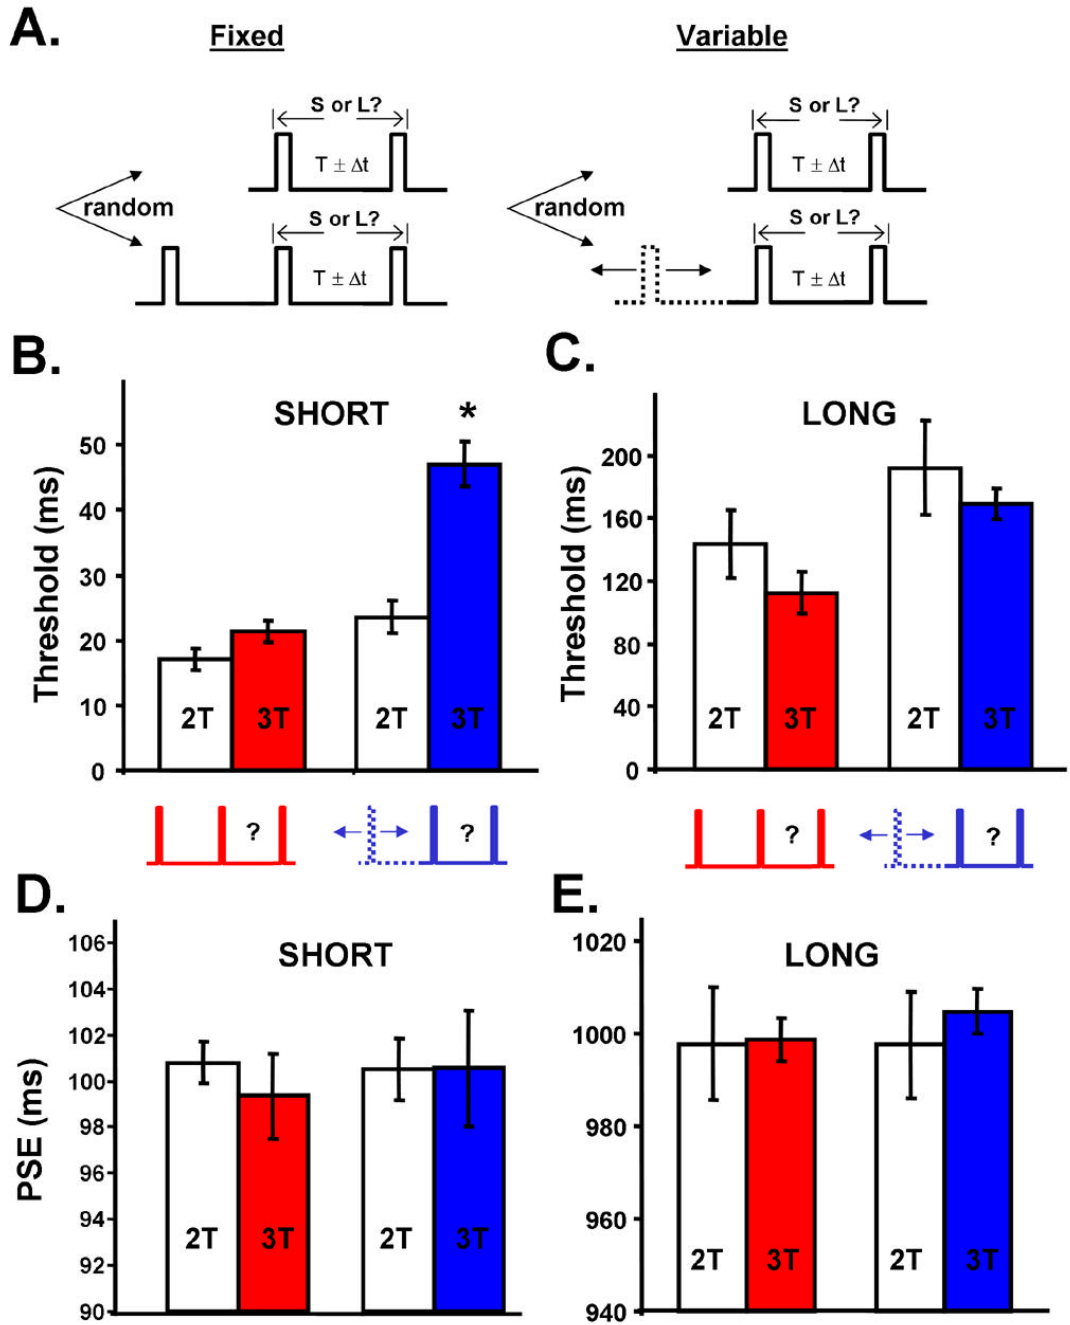 A.
Fixed Variable
S or L? S or L?
T ± Δt T ± Δt
random random
S or L? S or L?
T ± Δt T ± Δt
B. C.
SHORT * LONG
Threshold (ms)
50
40
30
20
10
0
2T 3T 2T 3T
? ?
Threshold (ms)
200
160
120
80
40
0
2T 3T 2T 3T
? ?
D. E.
SHORT LONG
PSE (ms)
106
104
102
100
98
96
94
92
90
2T 3T 2T 3T
1020
1000
980
960
940
2T 3T 2T 3T